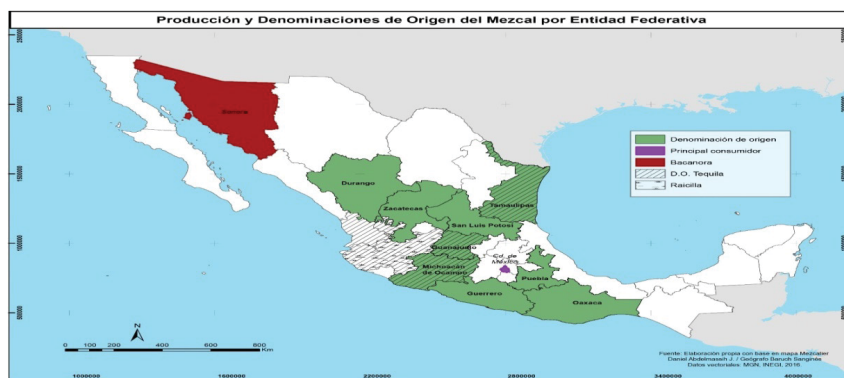 Producción y Denominaciones de Origen del Mezcal por Entidad Federativa
Denominación de origen
Principal consumidor
Bacanora
D.O. Tequila
Raicilla
Sonora
Durango
Zacatecas
Tamaulipas
San Luis Potosí
Guanajuato
Cd. de
México
Michoacán
de Ocampo
Puebla
Guerrero
Oaxaca
N
0 100 200 400 600 800
Km
Fuente: Elaboración propia con base en mapa Mezcalier
Daniel Abdelmassih J. / Geógrafo Baruch Sanginés
Datos vectoriales: MGN, INEGI, 2016
1000000 1600000 2200000 2800000 3400000 4000000